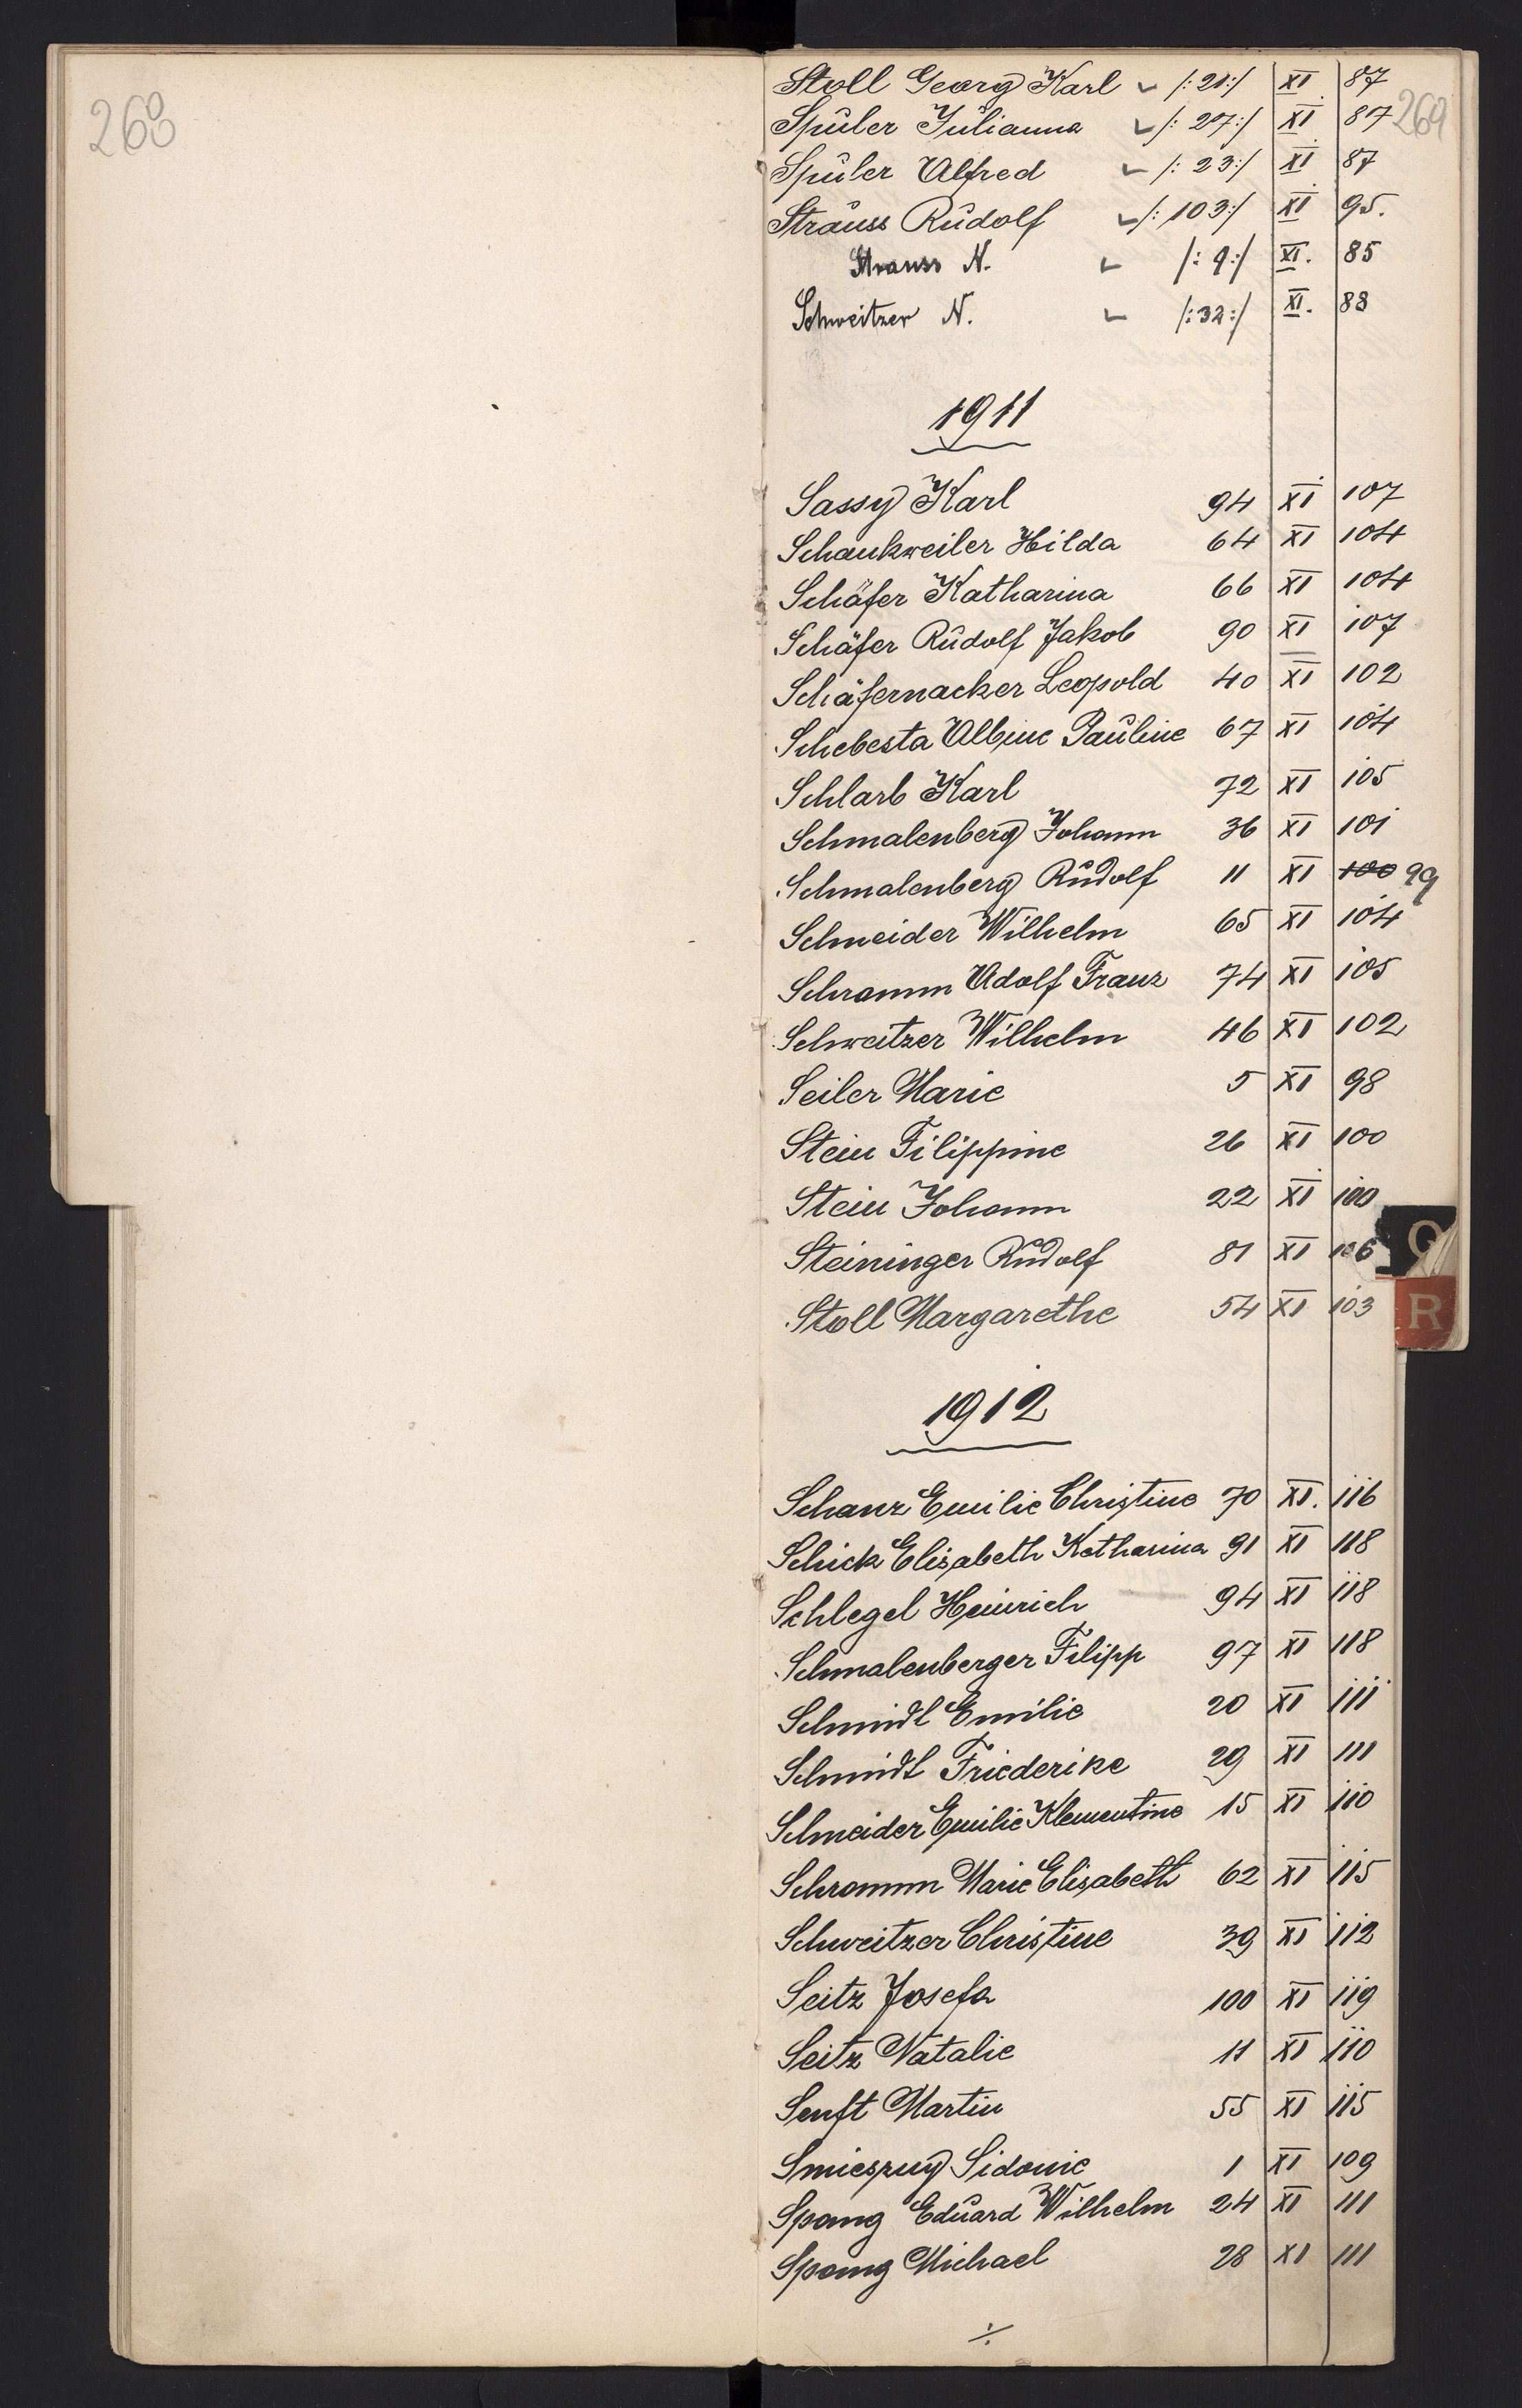 268
269
Stoll Georg Karl /: 21:/ XI 87
Spüler Julianna /: 27:/ XI 87
Spüler Alfred /: 23:/ XI 87
Strauss Rudolf /: 103:/ XI 95.
Strauss N. /: 9:/ XI. 85
Schweitzer N. /:32:/ XI. 88
1911
Sassy Karl 94 XI 107
Schankweiler Hilda 64 XI 104
Schäfer Katharina 66 XI 104
Schäfer Rudolf Jakob 90 XI 107
Schäfernacker Leopold 40 XI 102
Schebesta Albine Pauline 67 XI 104
Schlarb Karl 72 XI 105
Schmalenberg Johann 36 XI 101
Schmalenberg Rudolf 11 XI 100 99
Schneider Wilhelm 65 XI 104
Schramm Adolf Franz 74 XI 105
Schweitzer Wilhelm 46 XI 102
Seiler Marie 5 XI 98
Stein Filippine 26 XI 100
Stein Johann 22 XI 100
Steininger Rudolf 81 XI 106
Q
Stoll Margarethe 54 XI 103
R
1912
Schanz Emilie Christine 70 XI. 116
Schick Elisabeth Katharina 91 XI 118
Schlegel Heinrich 94 XI 118
Schmalenberger Filipp 97 XI 118
Schmidt Emilie 20 XI 111
Schmidt Friederike 29 XI 111
Schneider Emilie Klementine 15 XI 110
Schramm Marie Elisabeth 62 XI 115
Schweitzer Christine 39 XI 112
Seitz Josefa 100 XI 119
Seitz Natalie 11 XI 110
Senft Martin 55 XI 115
Smieszny Sidonie 1 XI 109
Spang Eduard Wilhelm 24 XI 111
Spang Michael 28 XI 111
÷